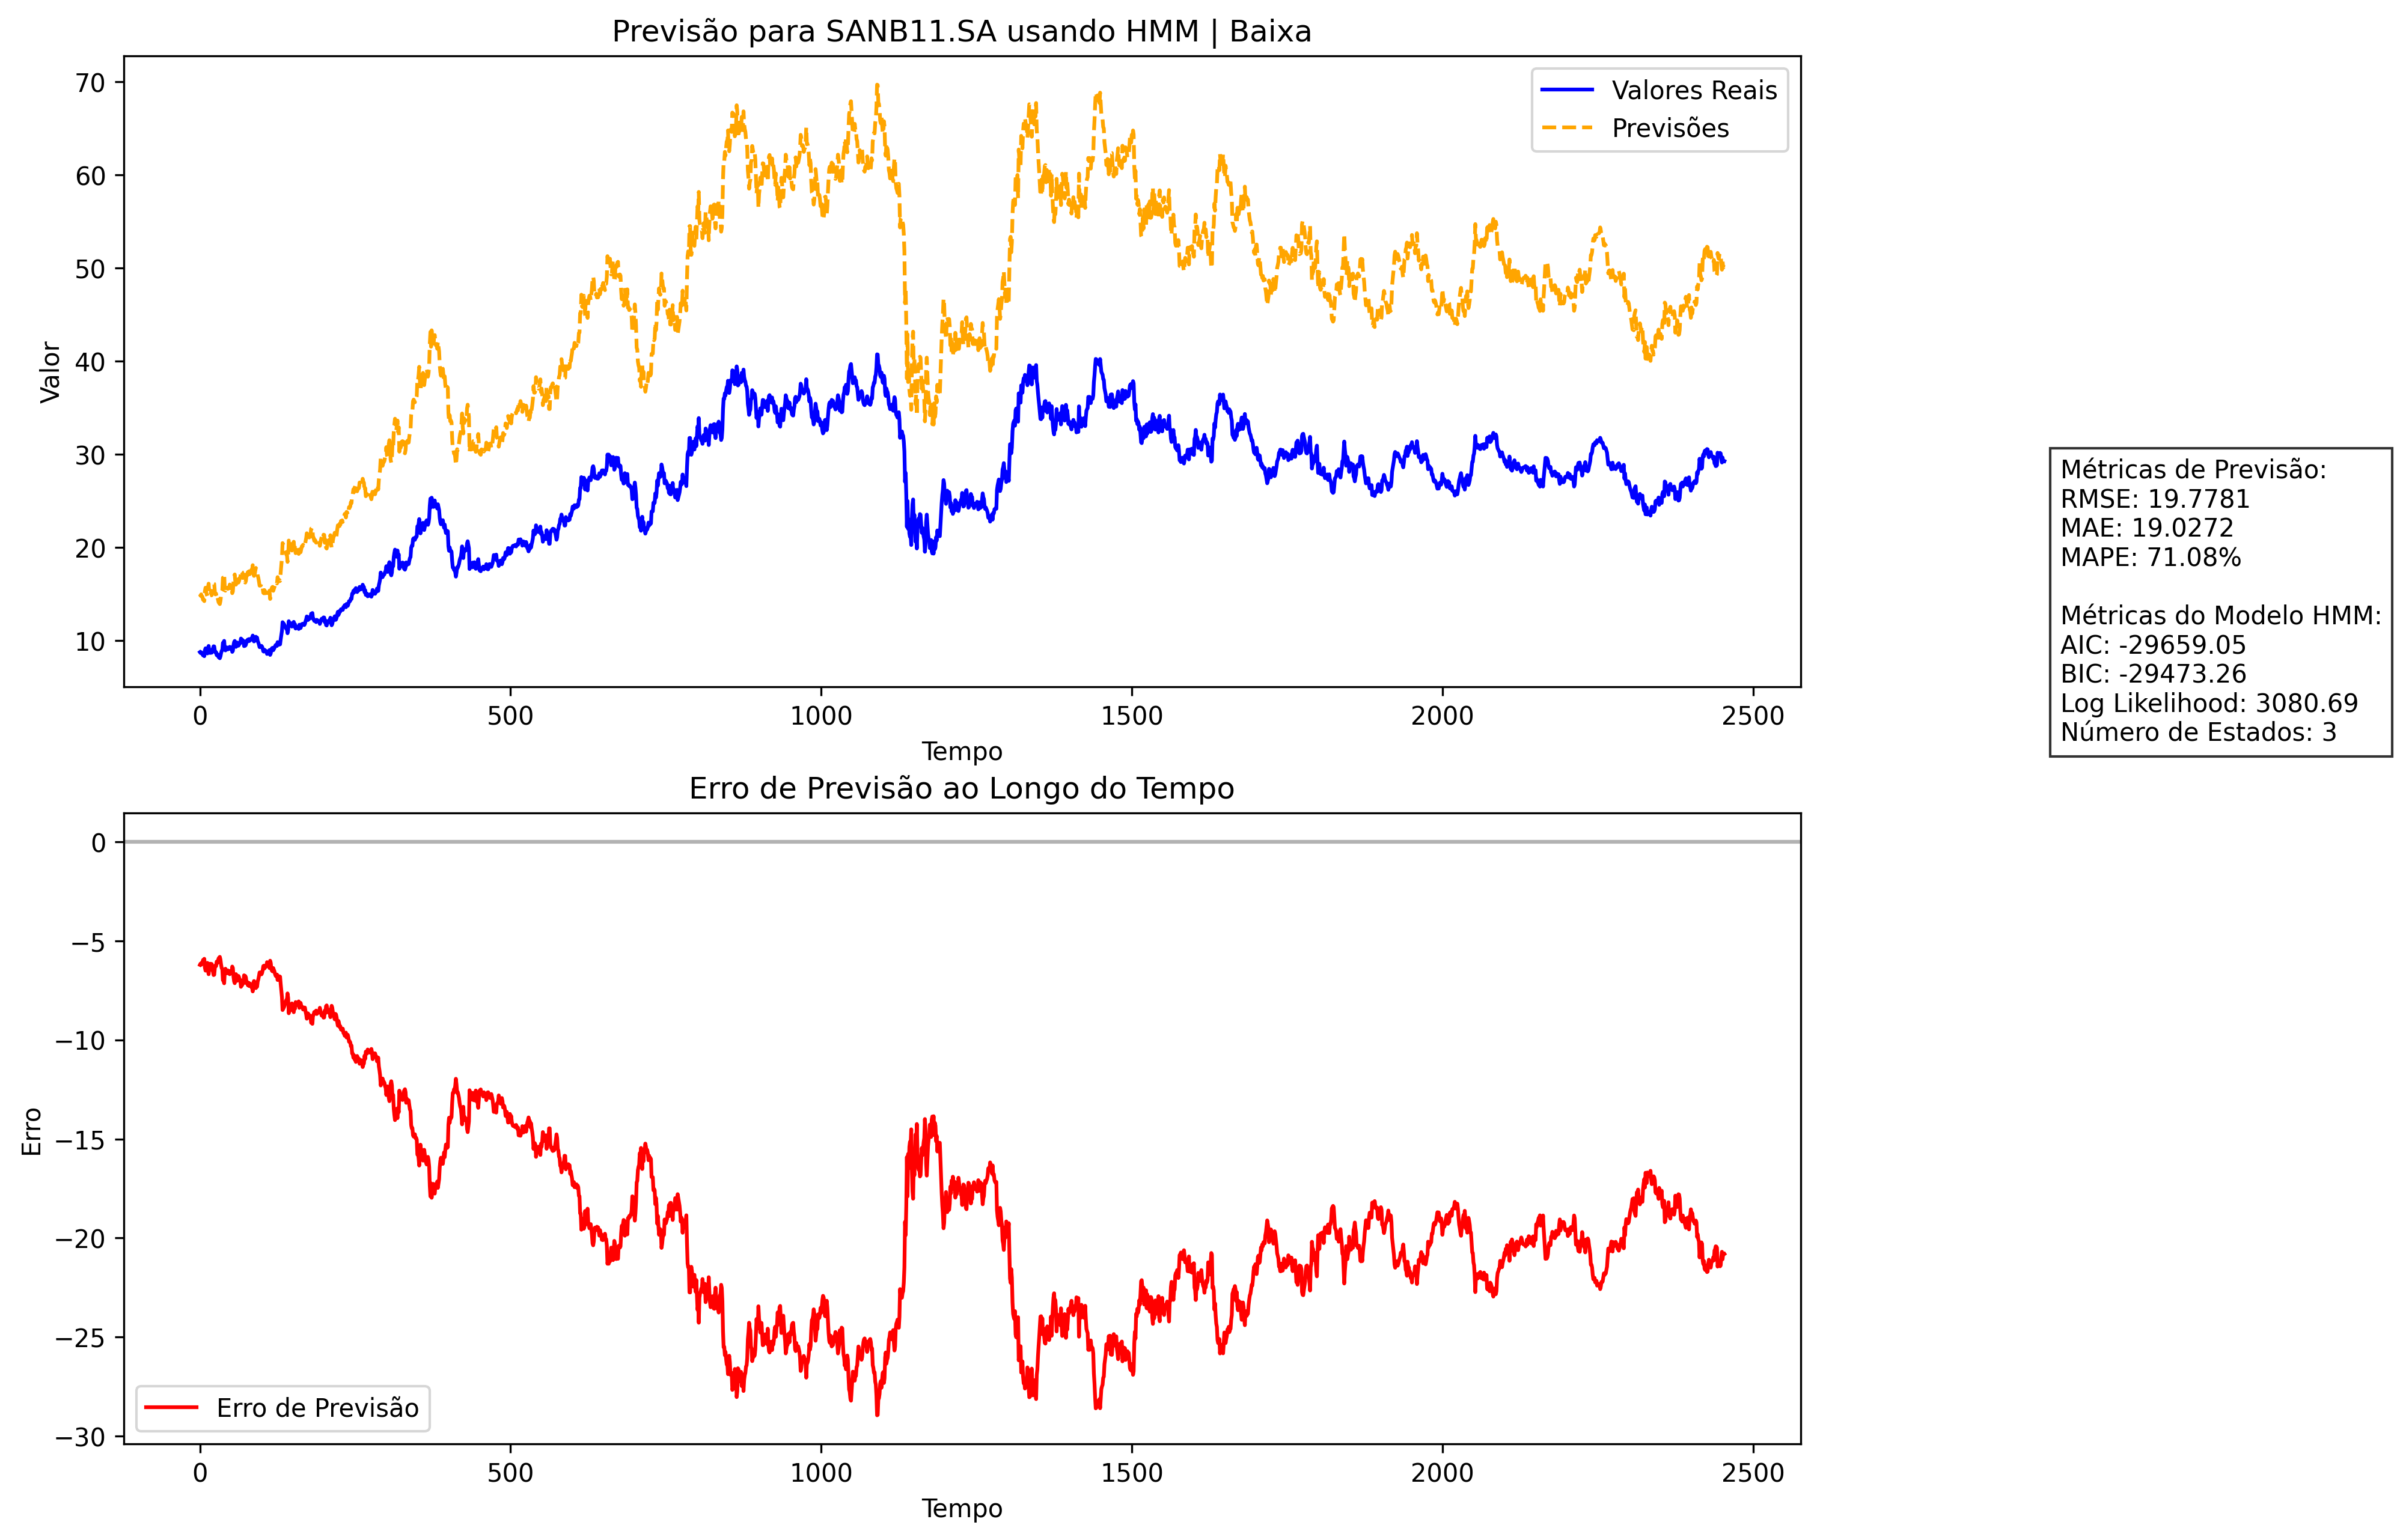 Previsão para SANB11.SA usando HMM | Baixa
Valores Reais
Previsões
Valor
70
60
50
40
30
20
10
0
500
1000
1500
2000
2500
Tempo
Métricas de Previsão:
RMSE: 19.7781
MAE: 19.0272
MAPE: 71.08%
Métricas do Modelo HMM:
AIC: -29659.05
BIC: -29473.26
Log Likelihood: 3080.69
Número de Estados: 3
Erro de Previsão ao Longo do Tempo
Erro
0
−5
−10
−15
−20
−25
−30
Erro de Previsão
0
500
1000
1500
2000
2500
Tempo